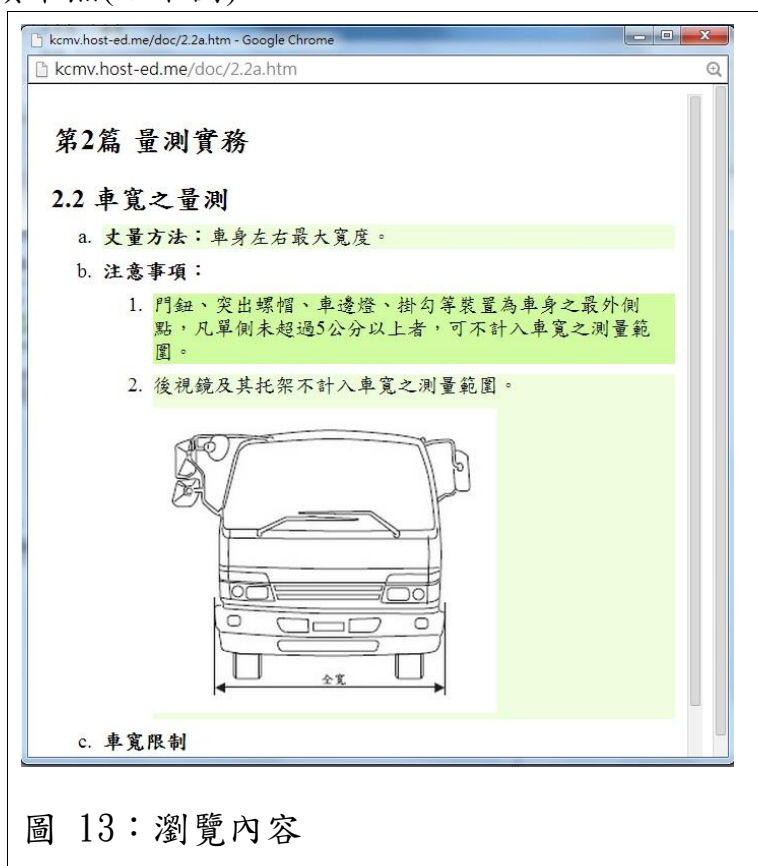 kcmv.host-ed.me/doc/2.2a.htm - Google Chrome
kcmv.host-ed.me/doc/2.2a.htm
第2篇 量測實務
2.2 車寬之量測
a. 丈量方法：車身左右最大寬度。
b. 注意事項：
1. 門鈕、突出螺帽、車邊燈、掛勾等裝置為車身之最外側
點，凡單側未超過5公分以上者，可不計入車寬之測量範
圍。
2. 後視鏡及其托架不計入車寬之測量範圍。
全寬
c. 車寬限制
圖 13：瀏覽內容